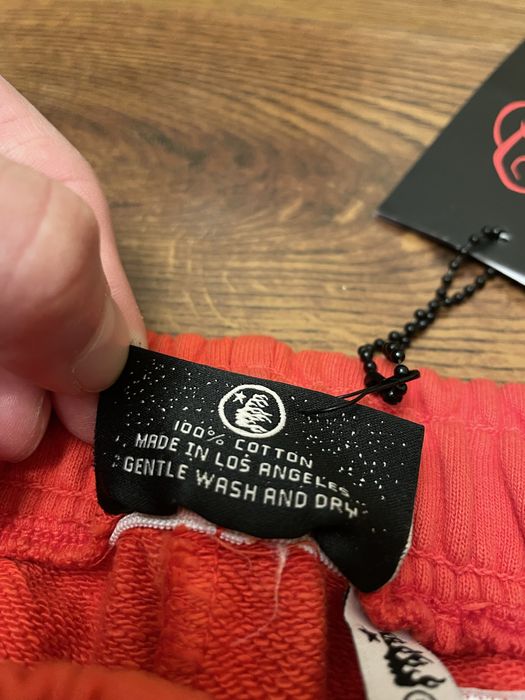 100% COTTON
MADE IN LOS ANGELES
GENTLE WASH AND DRY